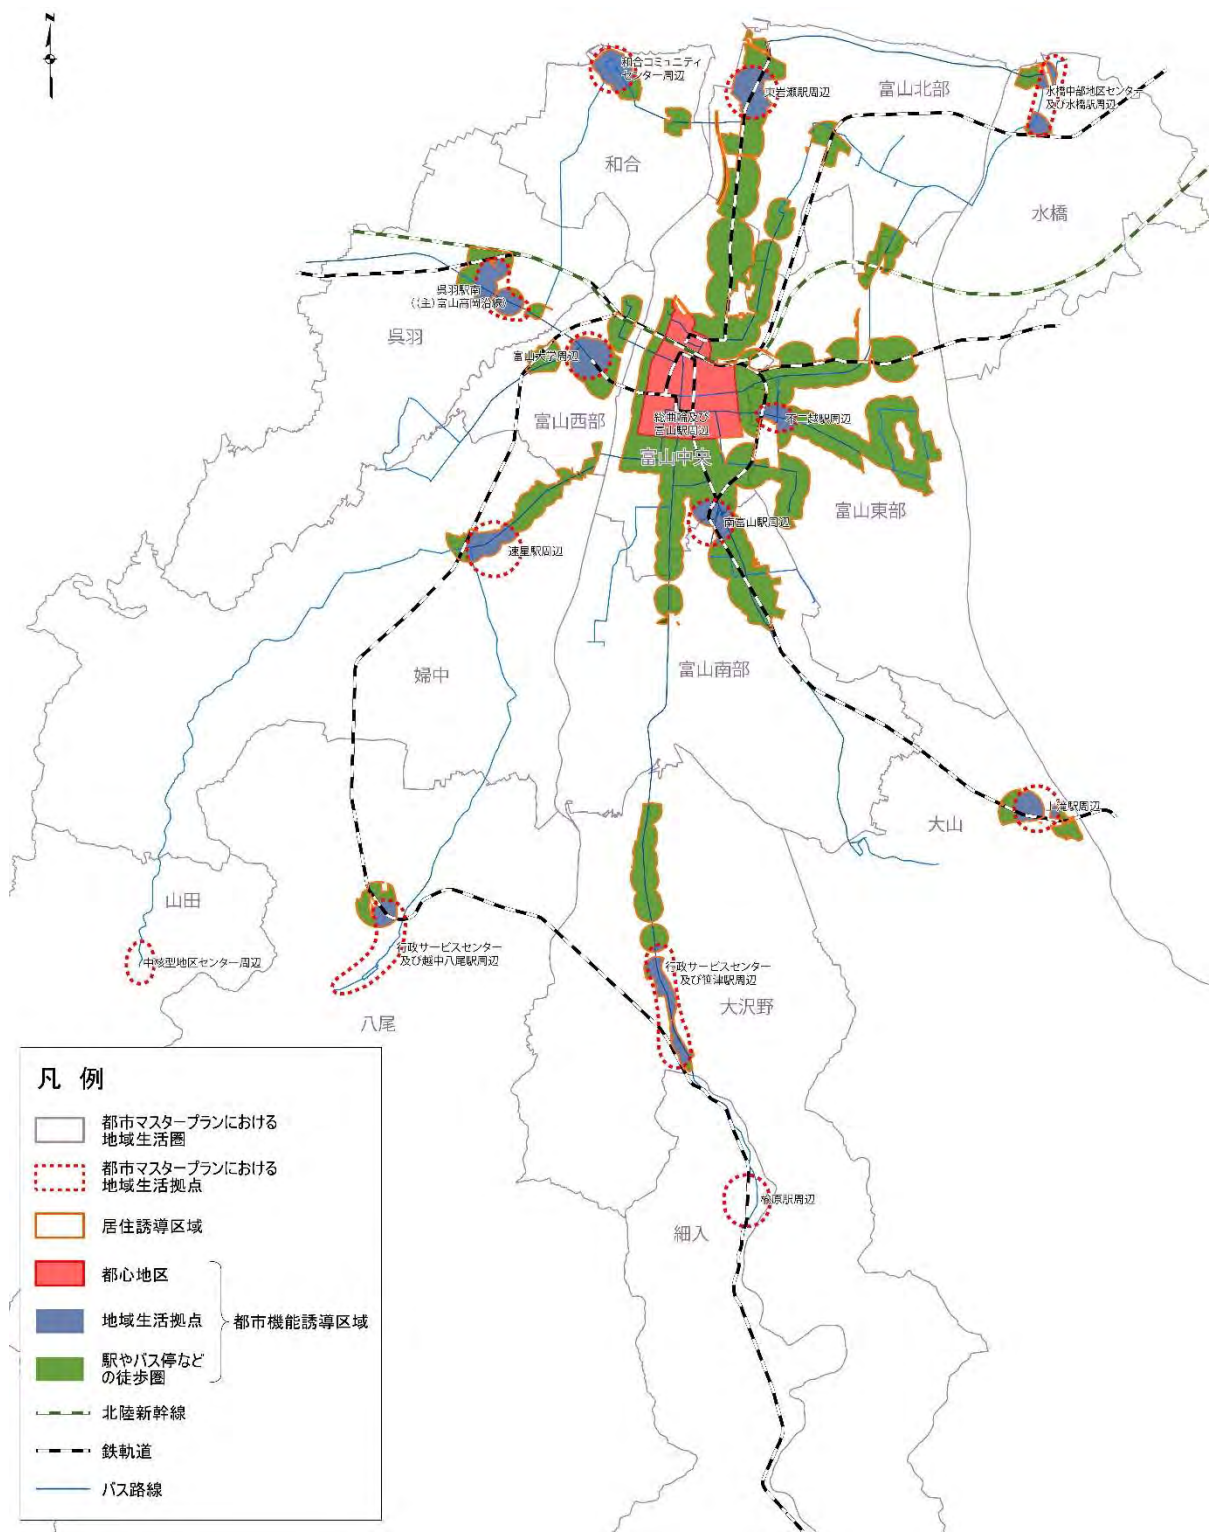 N
和合コミュニティ
センター周辺
東岩瀬駅周辺
富山北部
水橋中部地区センター
及び水橋駅周辺
和合
水橋
呉羽駅南
（(主)富山高岡沿線）
呉羽
富山大学周辺
富山西部
総曲輪及び
富山駅周辺
不二越駅周辺
富山中央
富山東部
南富山駅周辺
速星駅周辺
婦中
富山南部
大山
上滝駅周辺
山田
中核型地区センター周辺
行政サービスセンター
及び越中八尾駅周辺
八尾
行政サービスセンター
及び笹津駅周辺
大沢野
楡原駅周辺
細入
凡 例
都市マスタープランにおける
地域生活圏
都市マスタープランにおける
地域生活拠点
居住誘導区域
都心地区
地域生活拠点
都市機能誘導区域
駅やバス停など
の徒歩圏
北陸新幹線
鉄軌道
バス路線